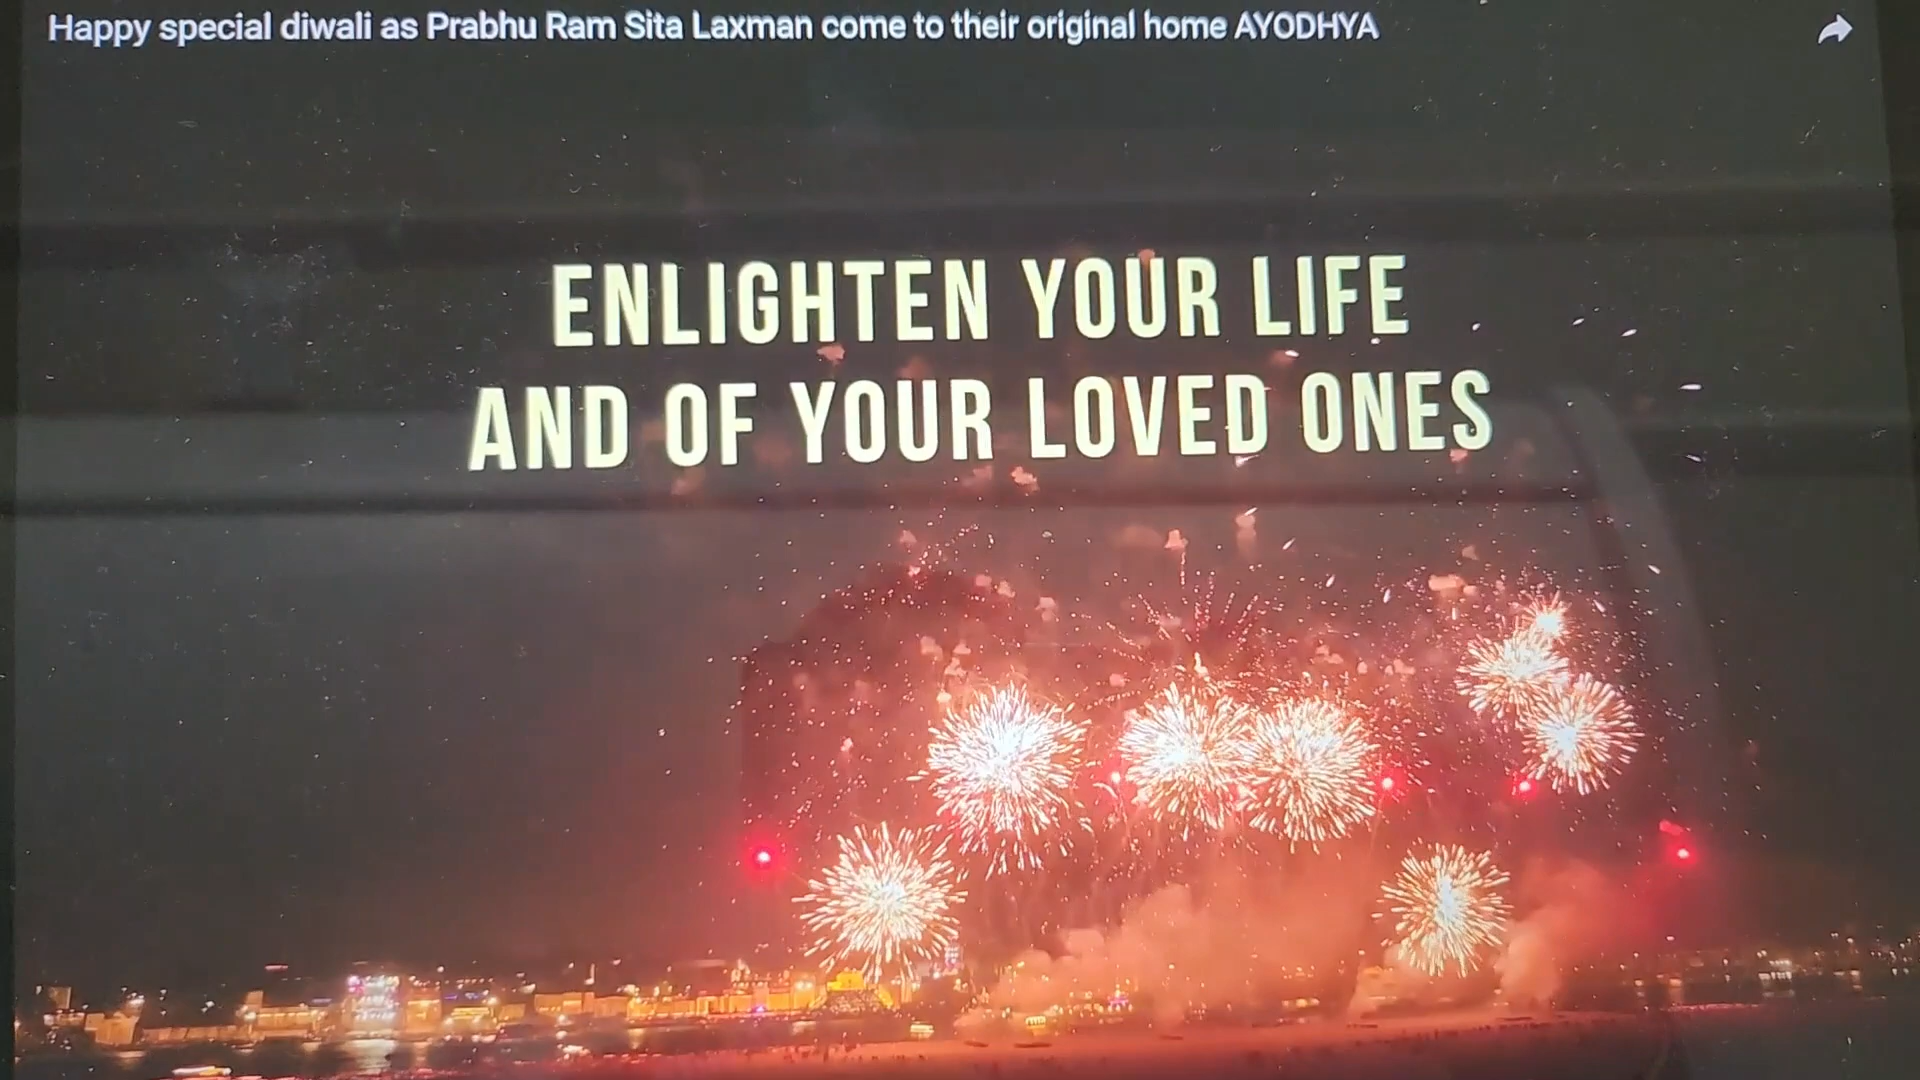 Happy special diwali as Prabhu Ram Sita Laxman come to their original home AYODHYA
ENLIGHTEN YOUR LIFE
AND OF YOUR LOVED ONES